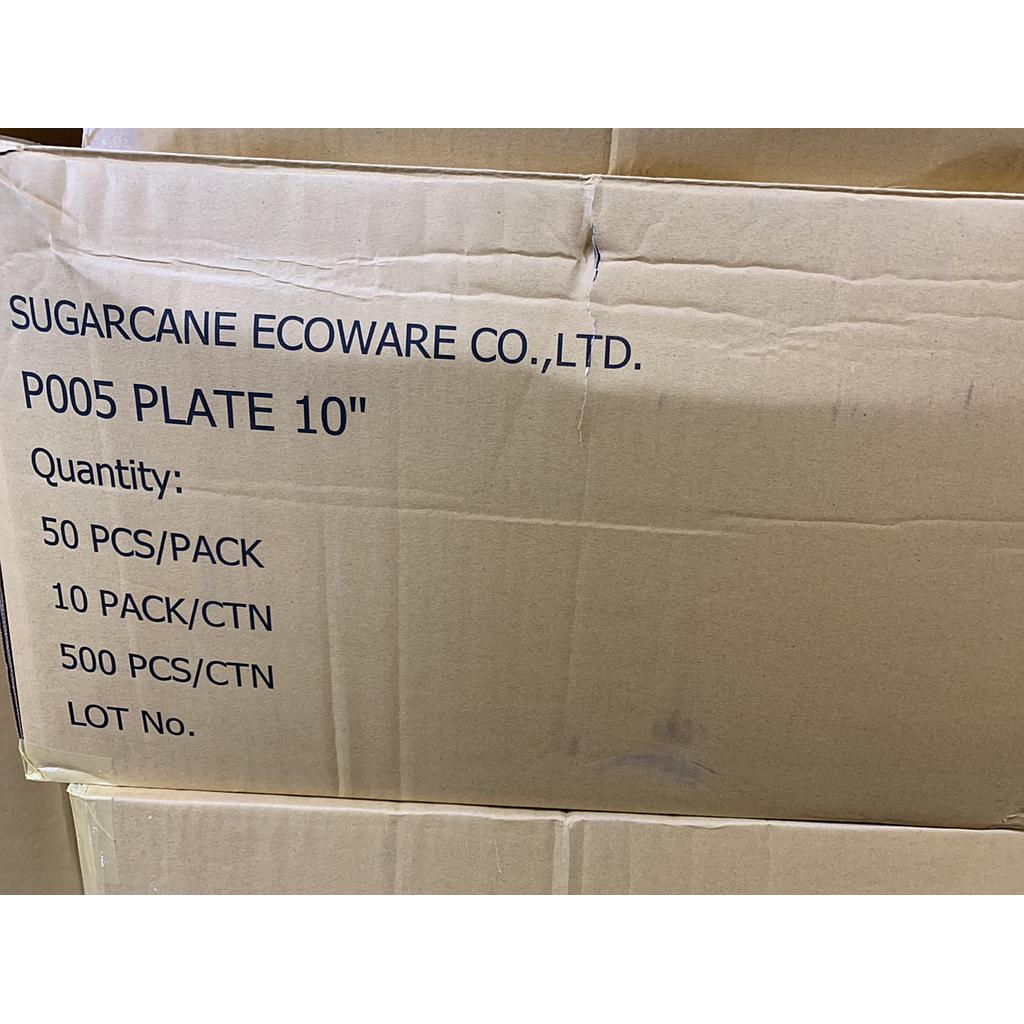 SUGARCANE ECOWARE CO.,LTD.
P005 PLATE 10"
Quantity:
50 PCS/PACK
10 PACK/CTN
500 PCS/CTN
LOT No.